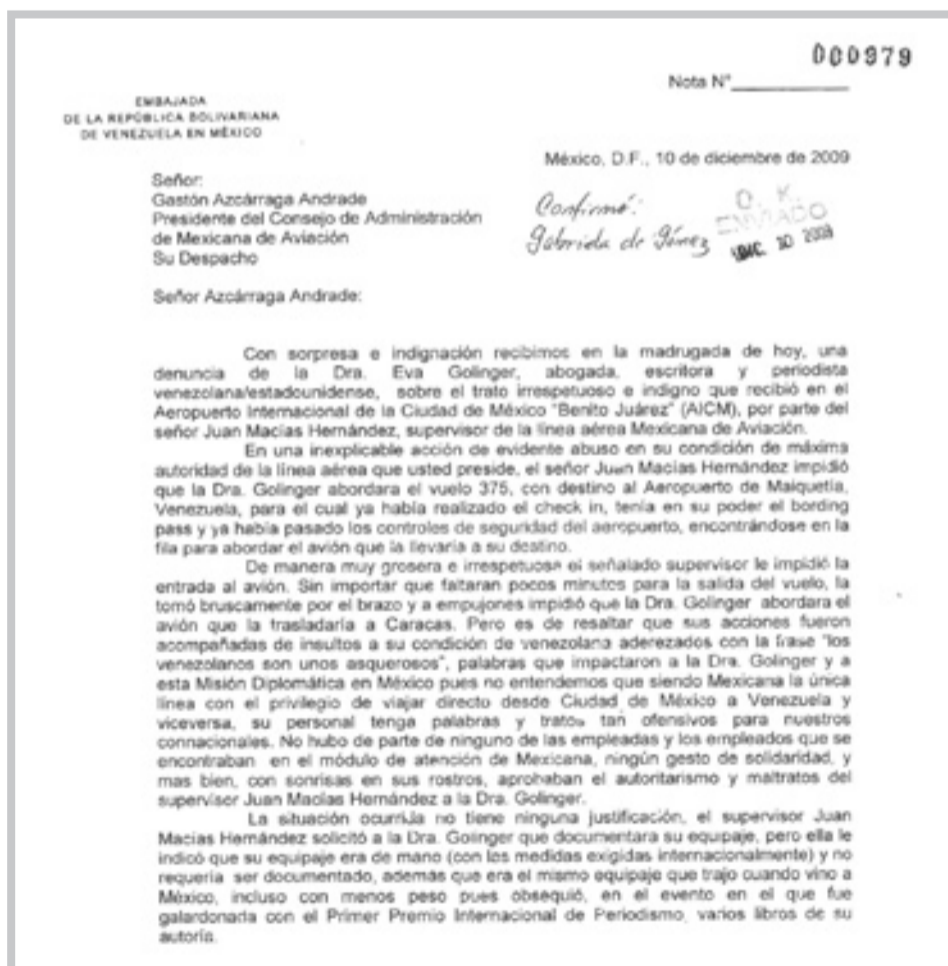 000979
Nota N°
EMBAJADA
DE LA REPÚBLICA BOLIVARIANA
DE VENEZUELA EN MÉXICO
México, D.F., 10 de diciembre de 2009
Señor:
Gastón Azcárraga Andrade
Presidente del Consejo de Administración
de Mexicana de Aviación
Su Despacho
Confirmó:
Gabriela de Gómez
O. K.
ENVIADO
DIC. 10 2009
Señor Azcárraga Andrade:
Con sorpresa e indignación recibimos en la madrugada de hoy, una
denuncia de la Dra. Eva Golinger, abogada, escritora y periodista
venezolana/estadounidense, sobre el trato irrespetuoso e indigno que recibió en el
Aeropuerto Internacional de la Ciudad de México "Benito Juárez" (AICM), por parte del
señor Juan Macías Hernández, supervisor de la línea aérea Mexicana de Aviación.
En una inexplicable acción de evidente abuso en su condición de máxima
autoridad de la línea aérea que usted preside, el señor Juan Macías Hernández impidió
que la Dra. Golinger abordara el vuelo 375, con destino al Aeropuerto de Maiquetía,
Venezuela, para el cual ya había realizado el check in, tenía en su poder el bording
pass y ya había pasado los controles de seguridad del aeropuerto, encontrándose en la
fila para abordar el avión que la llevaría a su destino.
De manera muy grosera e irrespetuosa el señalado supervisor le impidió la
entrada al avión. Sin importar que faltaran pocos minutos para la salida del vuelo, la
tomó bruscamente por el brazo y a empujones impidió que la Dra. Golinger abordara el
avión que la trasladaría a Caracas. Pero es de resaltar que sus acciones fueron
acompañadas de insultos a su condición de venezolana aderezados con la frase "los
venezolanos son unos asquerosos", palabras que impactaron a la Dra. Golinger y a
esta Misión Diplomática en México pues no entendemos que siendo Mexicana la única
línea con el privilegio de viajar directo desde Ciudad de México a Venezuela y
viceversa, su personal tenga palabras y tratos tan ofensivos para nuestros
connacionales. No hubo de parte de ninguno de las empleadas y los empleados que se
encontraban en el módulo de atención de Mexicana, ningún gesto de solidaridad, y
mas bien, con sonrisas en sus rostros, aprobaban el autoritarismo y maltratos del
supervisor Juan Macías Hernández a la Dra. Golinger.
La situación ocurrida no tiene ninguna justificación, el supervisor Juan
Macías Hernández solicitó a la Dra. Golinger que documentara su equipaje, pero ella le
indicó que su equipaje era de mano (con las medidas exigidas internacionalmente) y no
requería ser documentado, además que era el mismo equipaje que trajo cuando vino a
México, incluso con menos peso pues obsequió, en el evento en el que fue
galardonada con el Primer Premio Internacional de Periodismo, varios libros de su
autoría.